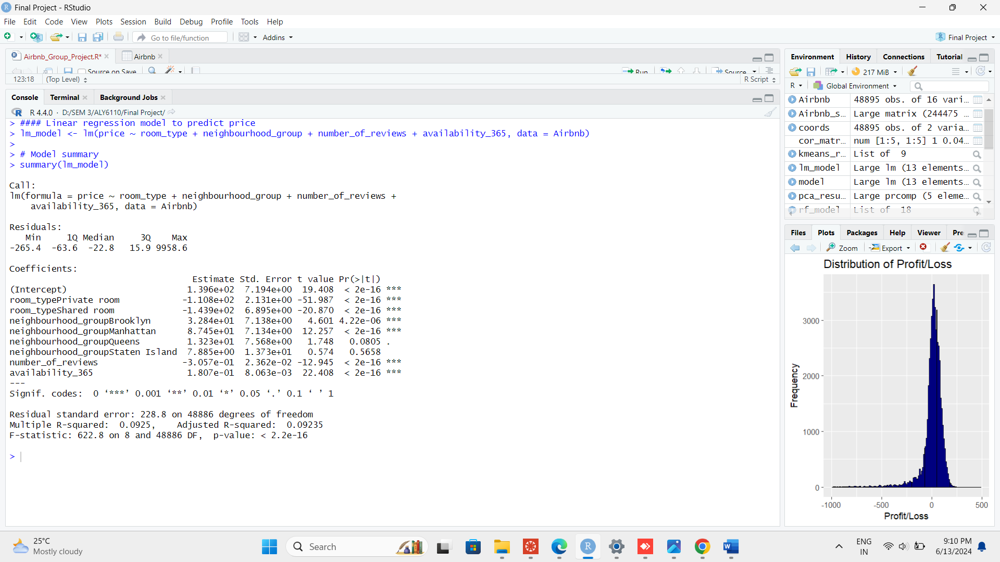 Final Project - RStudio
File Edit Code View Plots Session Build Debug Profile Tools Help
Go to file/function Addins Final Project
Airbnb_Group_Project.R* Airbnb
Source on Save Run Source
123:18 (Top Level) R Script
Console Terminal Background Jobs
R 4.4.0 · D:/SEM 3/ALY6110/Final Project/
> #### Linear regression model to predict price
> lm_model <- lm(price ~ room_type + neighbourhood_group + number_of_reviews + availability_365, data = Airbnb)
>
> # Model summary
> summary(lm_model)
Call:
lm(formula = price ~ room_type + neighbourhood_group + number_of_reviews +
    availability_365, data = Airbnb)
Residuals:
   Min     1Q Median     3Q    Max
-265.4  -63.6  -22.8   15.9 9958.6
Coefficients:
Estimate Std. Error t value Pr(>|t|)
(Intercept) 1.396e+02 7.194e+00 19.408 < 2e-16 ***
room_typePrivate room -1.108e+02 2.131e+00 -51.987 < 2e-16 ***
room_typeShared room -1.439e+02 6.895e+00 -20.870 < 2e-16 ***
neighbourhood_groupBrooklyn 3.284e+01 7.138e+00 4.601 4.22e-06 ***
neighbourhood_groupManhattan 8.745e+01 7.134e+00 12.257 < 2e-16 ***
neighbourhood_groupQueens 1.323e+01 7.568e+00 1.748 0.0805 .
neighbourhood_groupStaten Island 7.885e+00 1.373e+01 0.574 0.5658
number_of_reviews -3.057e-01 2.362e-02 -12.945 < 2e-16 ***
availability_365 1.807e-01 8.063e-03 22.408 < 2e-16 ***
---
Signif. codes:  0 ‘***’ 0.001 ‘**’ 0.01 ‘*’ 0.05 ‘.’ 0.1 ‘ ’ 1
Residual standard error: 228.8 on 48886 degrees of freedom
Multiple R-squared:  0.0925,    Adjusted R-squared:  0.09235
F-statistic: 622.8 on 8 and 48886 DF,  p-value: < 2.2e-16
>
Environment History Connections Tutorial
217 MiB
R Global Environment
Airbnb 48895 obs. of 16 vari...
Airbnb_s... Large matrix (244475 ...
coords 48895 obs. of 2 varia...
cor_matr... num [1:5, 1:5] 1 0.04...
kmeans_r... List of 9
lm_model Large lm (13 elements...
model Large lm (13 elements...
pca_resu... Large prcomp (5 eleme...
rf_model List of 18
Files Plots Packages Help Viewer Pre
Zoom Export
Distribution of Profit/Loss
Frequency
3000
2000
1000
0
-1000 -500 0 500
Profit/Loss
25°C
Mostly cloudy
Search
ENG
IN
9:10 PM
6/13/2024